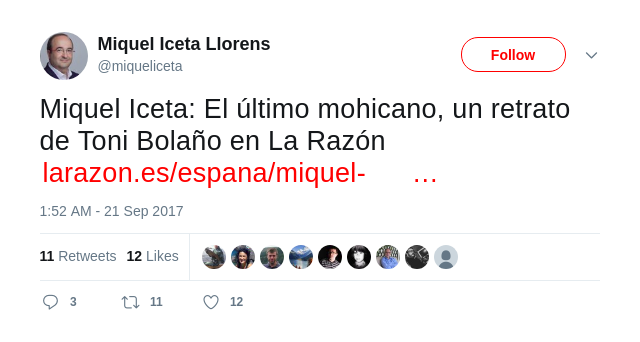 Miquel Iceta Llorens
@miqueliceta
Follow
Miquel Iceta: El último mohicano, un retrato
de Toni Bolaño en La Razón
larazon.es/espana/miquel- …
1:52 AM - 21 Sep 2017
11 Retweets 12 Likes
3 11 12